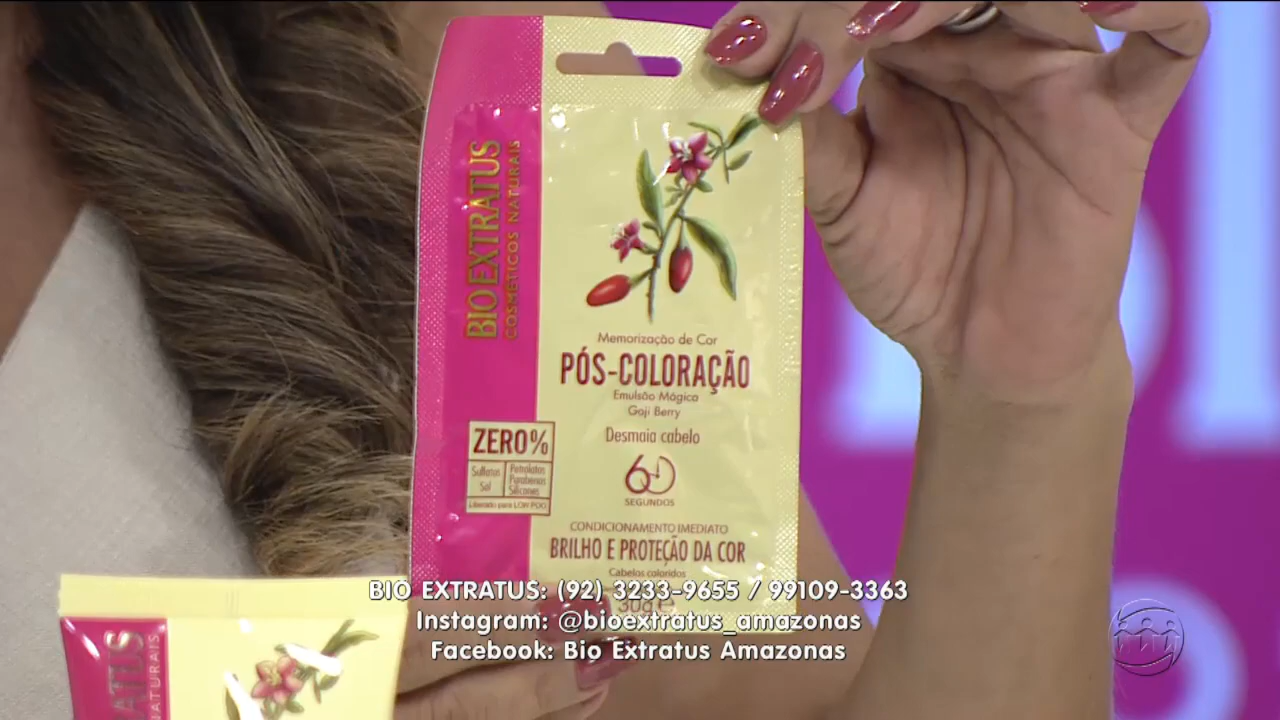 BIO EXTRATUS
COSMÉTICOS NATURAIS
Memorização de Cor
PÓS-COLORAÇÃO
Emulsão Mágica
Goji Berry
Desmaia cabelo
60
SEGUNDOS
ZERO%
Sulfatos
Sal
Petrolatos
Parabenos
Silicones
Liberado para LOW POO
CONDICIONAMENTO IMEDIATO
BRILHO E PROTEÇÃO DA COR
Cabelos coloridos
30g e
BIO EXTRATUS: (92) 3233-9655 / 99109-3363
Instagram: @bioextratus_amazonas
Facebook: Bio Extratus Amazonas
ATUS
NATURAIS